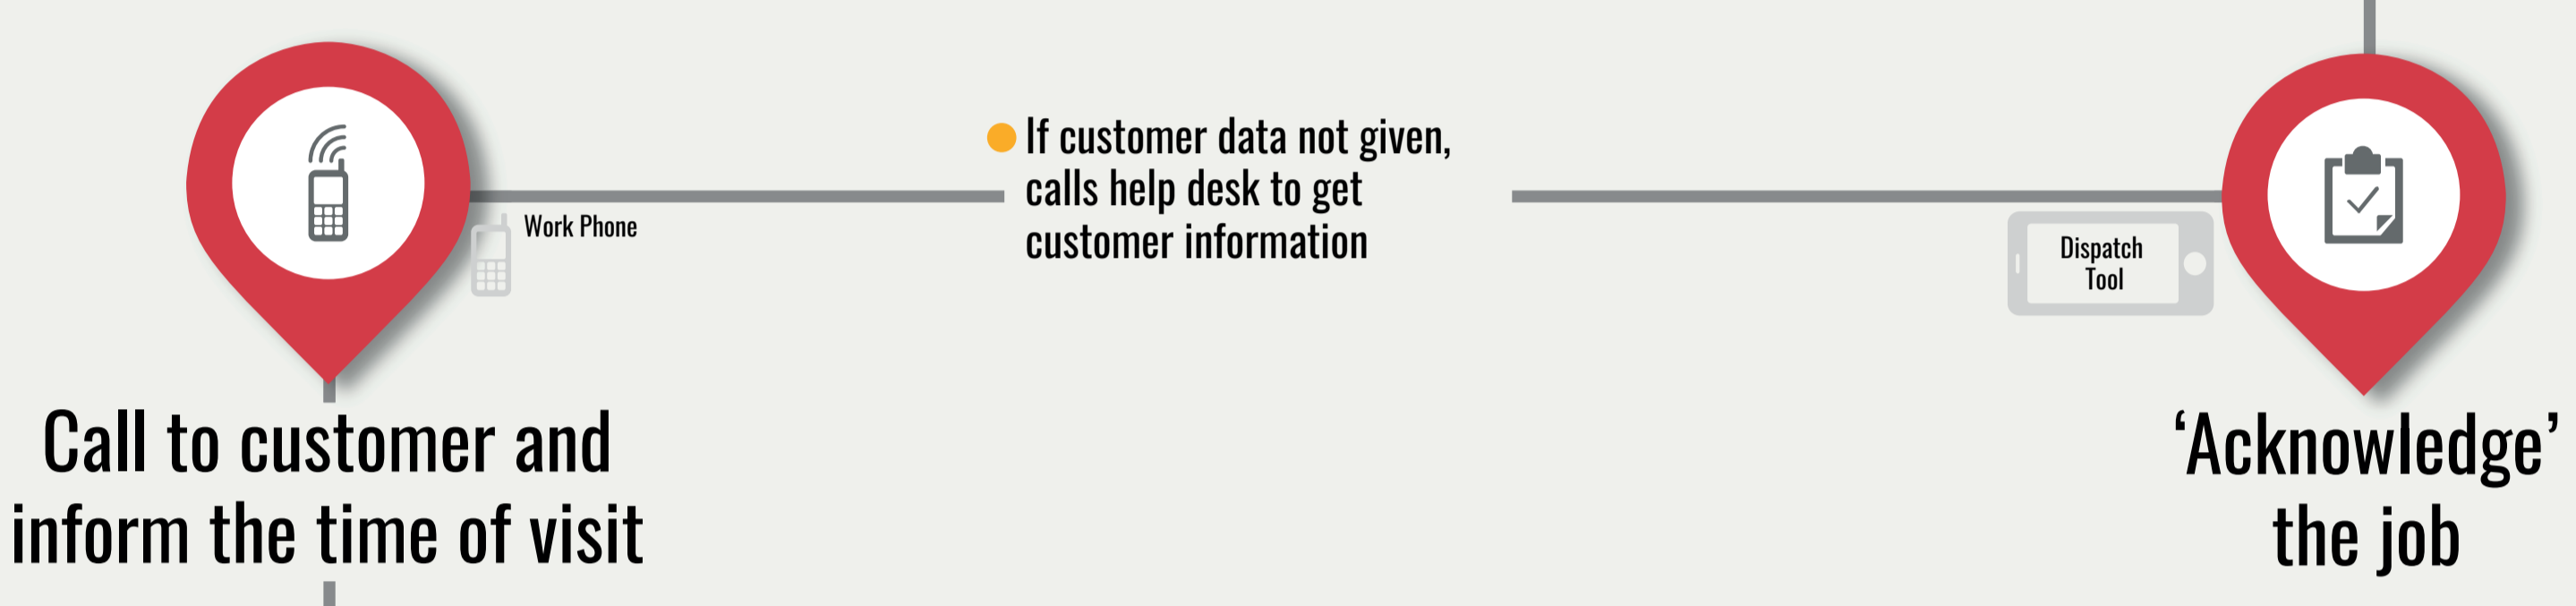 If customer data not given,
calls help desk to get
customer information
Work Phone
Dispatch
Tool
Call to customer and
inform the time of visit
‘Acknowledge’
the job